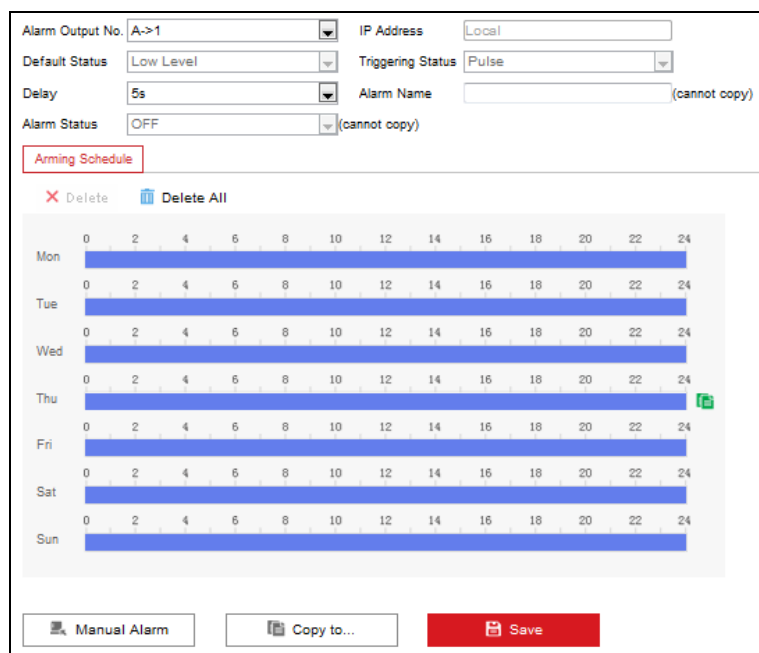 Alarm Output No. A->1 IP Address Local
Default Status Low Level Triggering Status Pulse
Delay 5s Alarm Name (cannot copy)
Alarm Status OFF (cannot copy)
Arming Schedule
Delete Delete All
0 2 4 6 8 10 12 14 16 18 20 22 24
Mon
0 2 4 6 8 10 12 14 16 18 20 22 24
Tue
0 2 4 6 8 10 12 14 16 18 20 22 24
Wed
0 2 4 6 8 10 12 14 16 18 20 22 24
Thu
0 2 4 6 8 10 12 14 16 18 20 22 24
Fri
0 2 4 6 8 10 12 14 16 18 20 22 24
Sat
0 2 4 6 8 10 12 14 16 18 20 22 24
Sun
Manual Alarm Copy to... Save